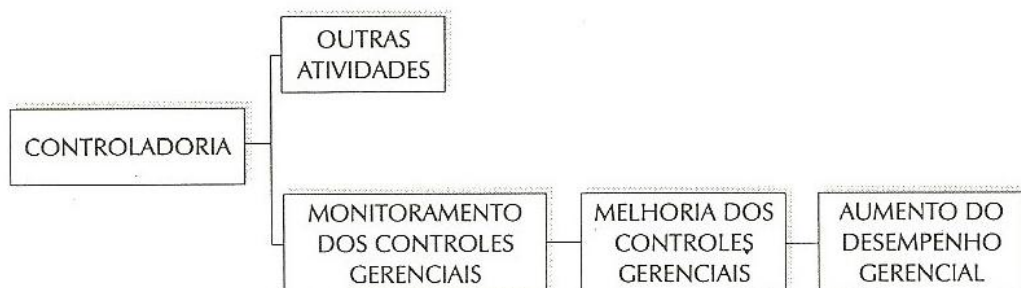 OUTRAS
ATIVIDADES
CONTROLADORIA
MONITORAMENTO
DOS CONTROLES
GERENCIAIS
MELHORIA DOS
CONTROLES
GERENCIAIS
AUMENTO DO
DESEMPENHO
GERENCIAL